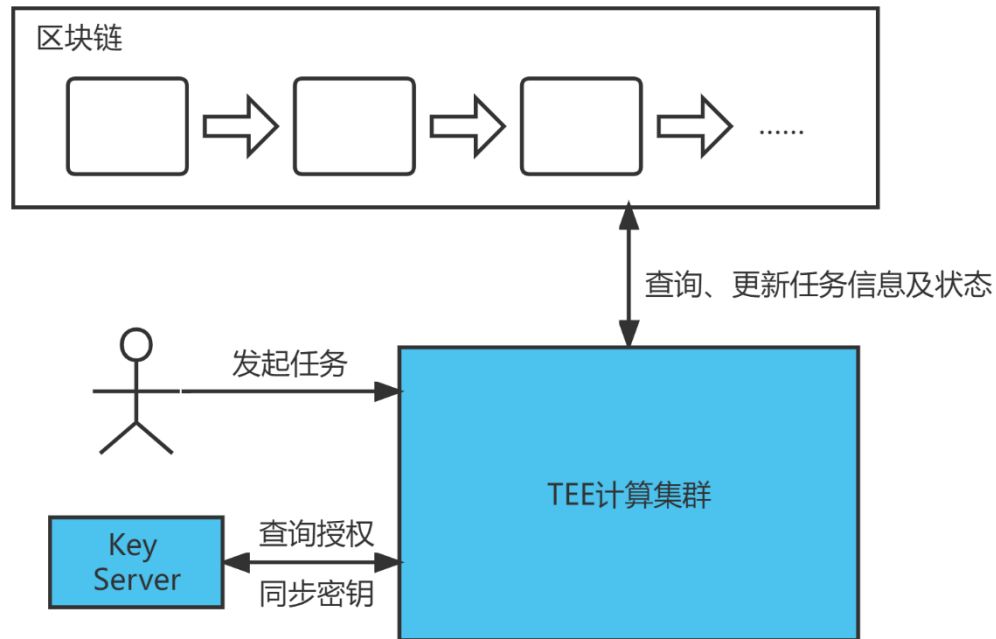 区块链
......
查询、更新任务信息及状态
发起任务
TEE计算集群
Key
Server
查询授权
同步密钥